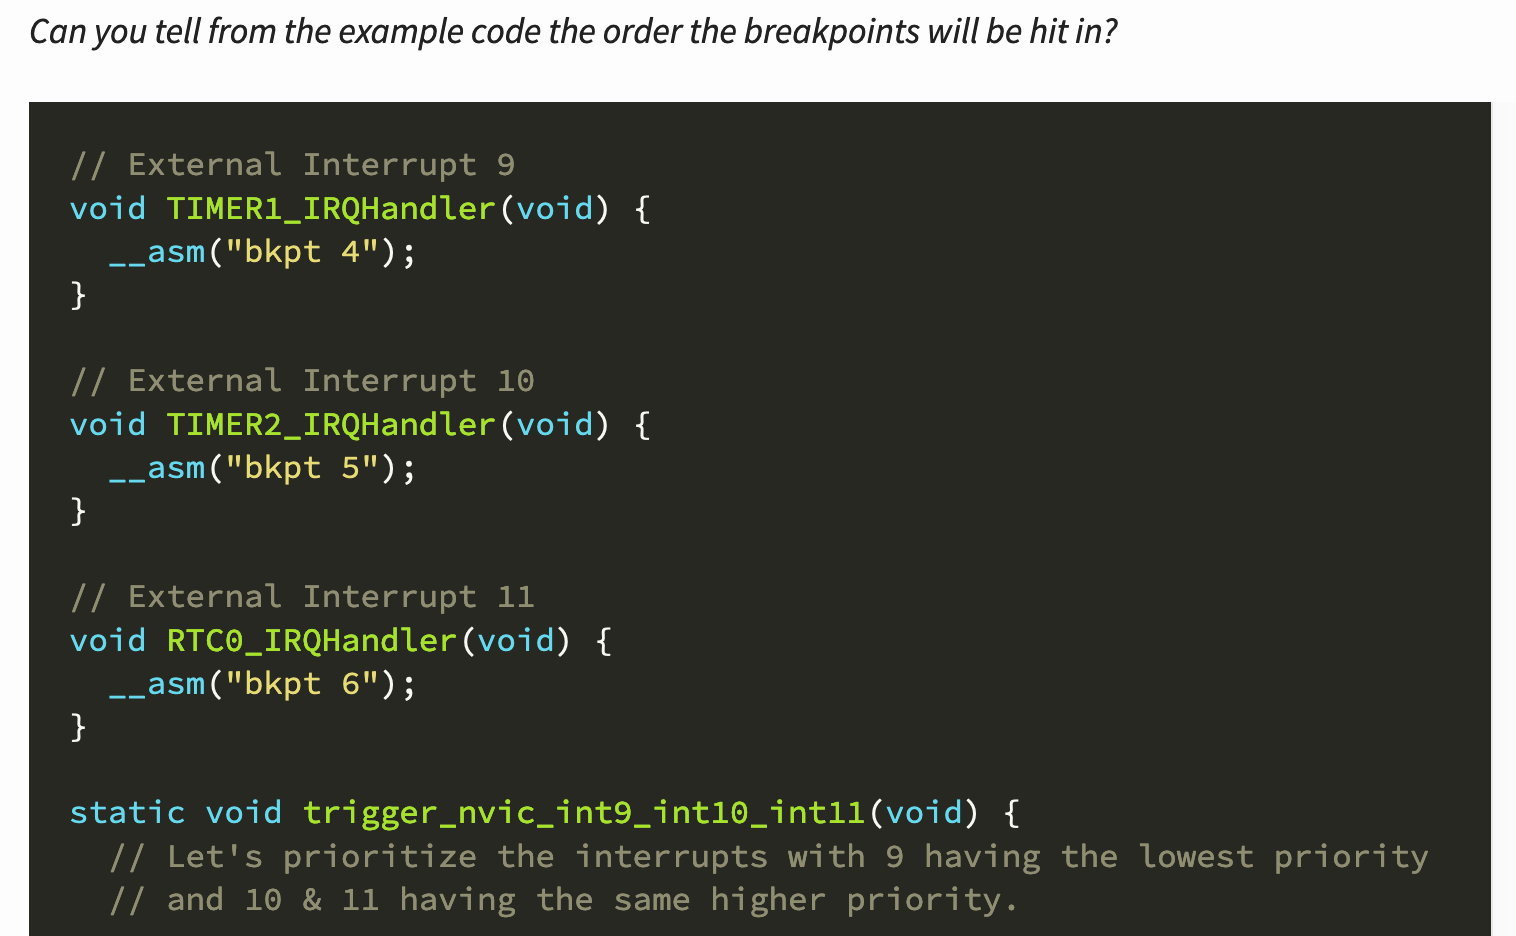 Can you tell from the example code the order the breakpoints will be hit in?
// External Interrupt 9
void TIMER1_IRQHandler(void) {
  __asm("bkpt 4");
}
// External Interrupt 10
void TIMER2_IRQHandler(void) {
  __asm("bkpt 5");
}
// External Interrupt 11
void RTC0_IRQHandler(void) {
  __asm("bkpt 6");
}
static void trigger_nvic_int9_int10_int11(void) {
  // Let's prioritize the interrupts with 9 having the lowest priority
  // and 10 & 11 having the same higher priority.